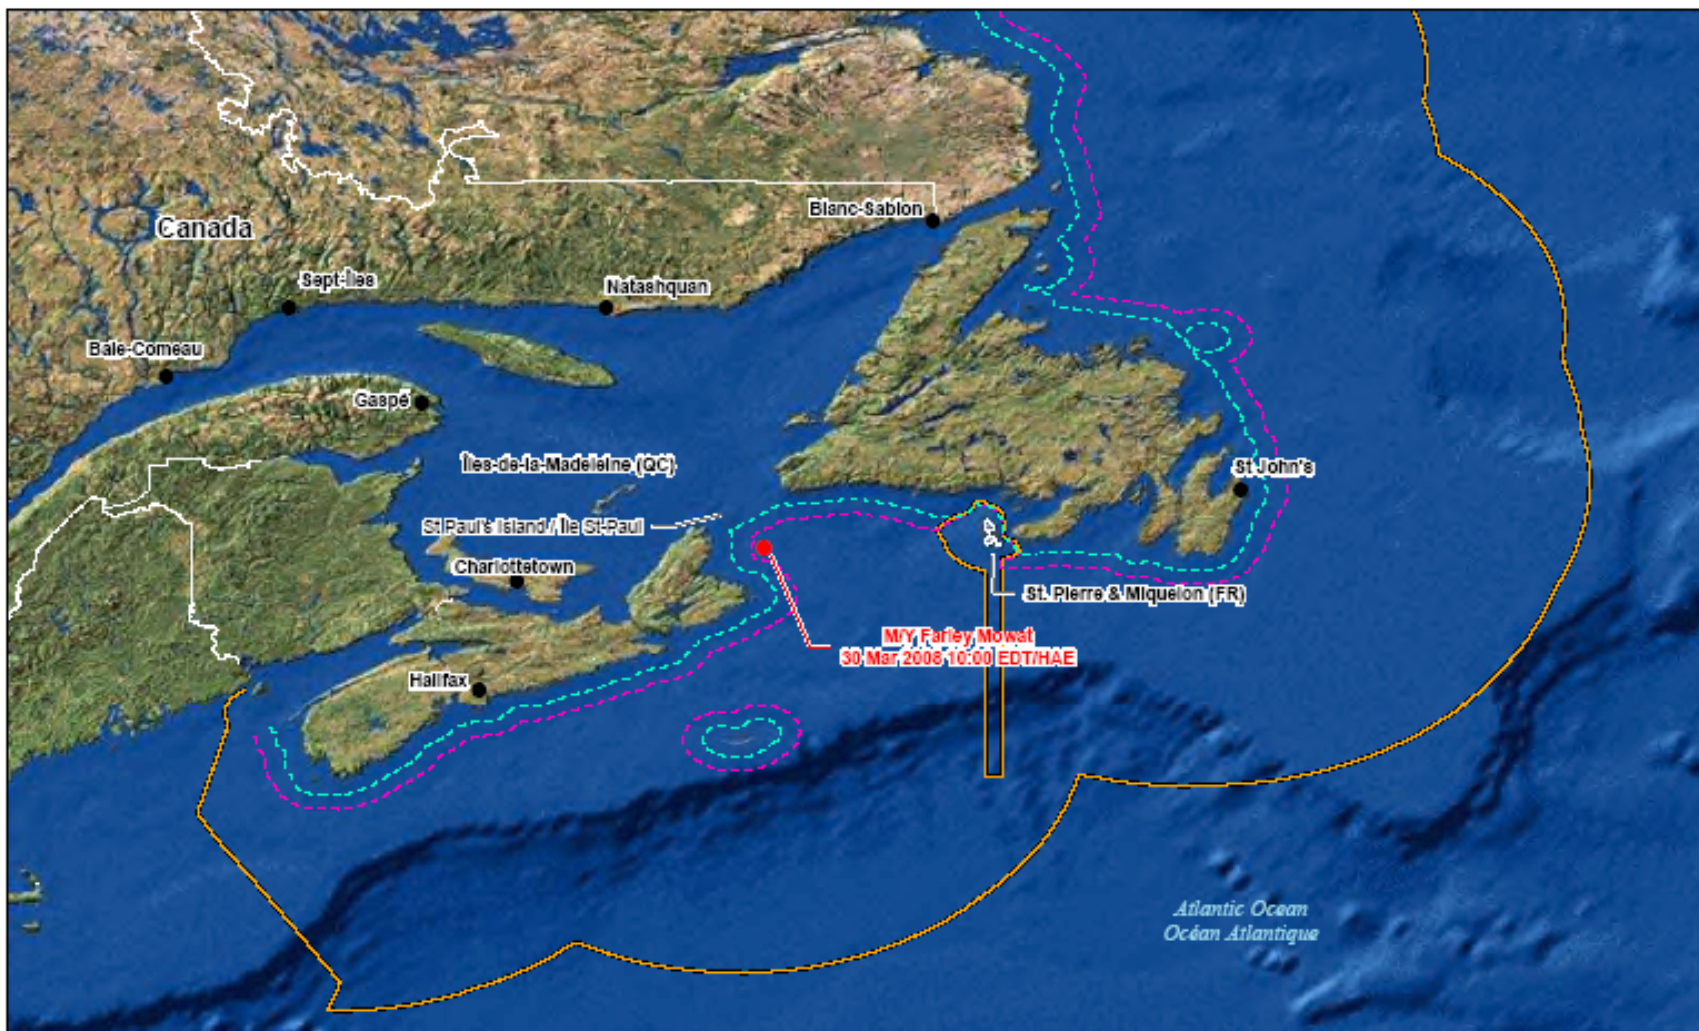 Blanc-Sablon
Canada
Sept-Îles
Natashquan
Baie-Comeau
Gaspé
Îles-de-la-Madeleine (QC)
St John's
St Paul's Island / Île St-Paul
Charlottetown
St. Pierre & Miquelon (FR)
M/Y Farley Mowat
30 Mar 2008 10:00 EDT/HAE
Halifax
Atlantic Ocean
Océan Atlantique